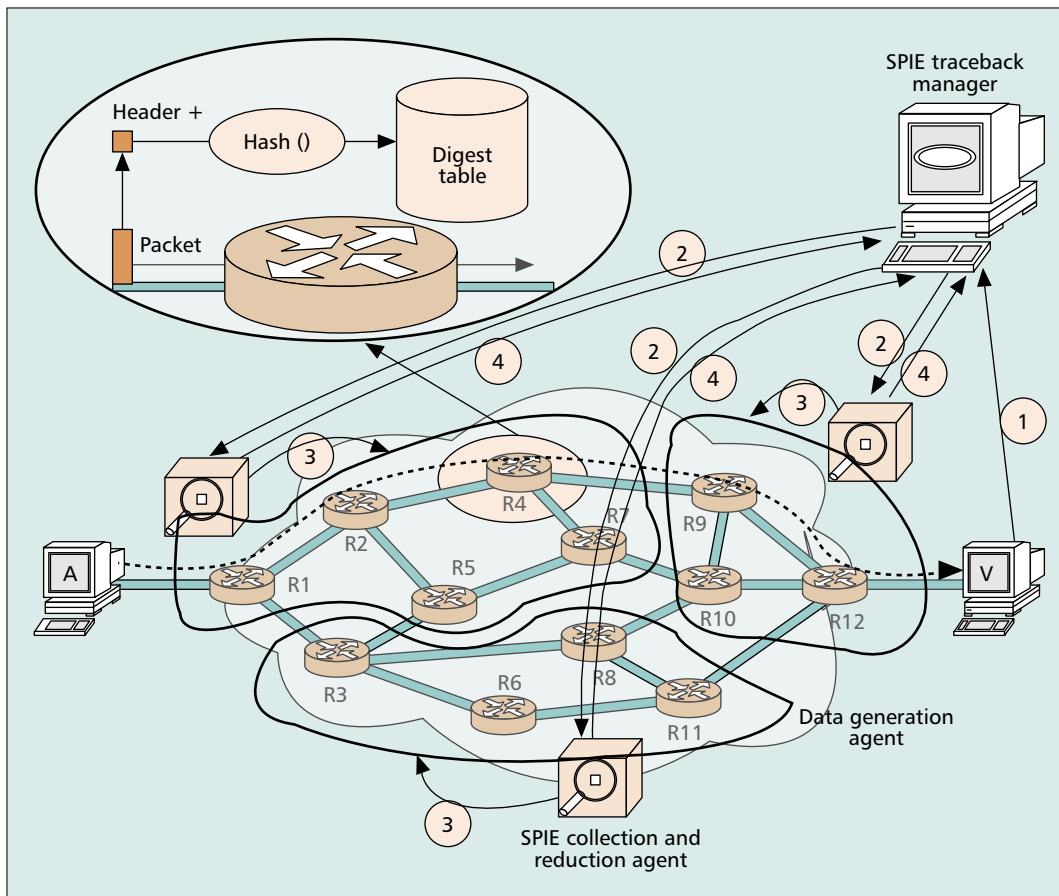 SPIE traceback
manager
Header +
Hash ()
Digest
table
Packet
2
4
2
4
2
4
1
3
3
A
R1
R2
R4
R7
R9
R5
R10
R12
V
R3
R6
R8
R11
Data generation
agent
3
SPIE collection and
reduction agent